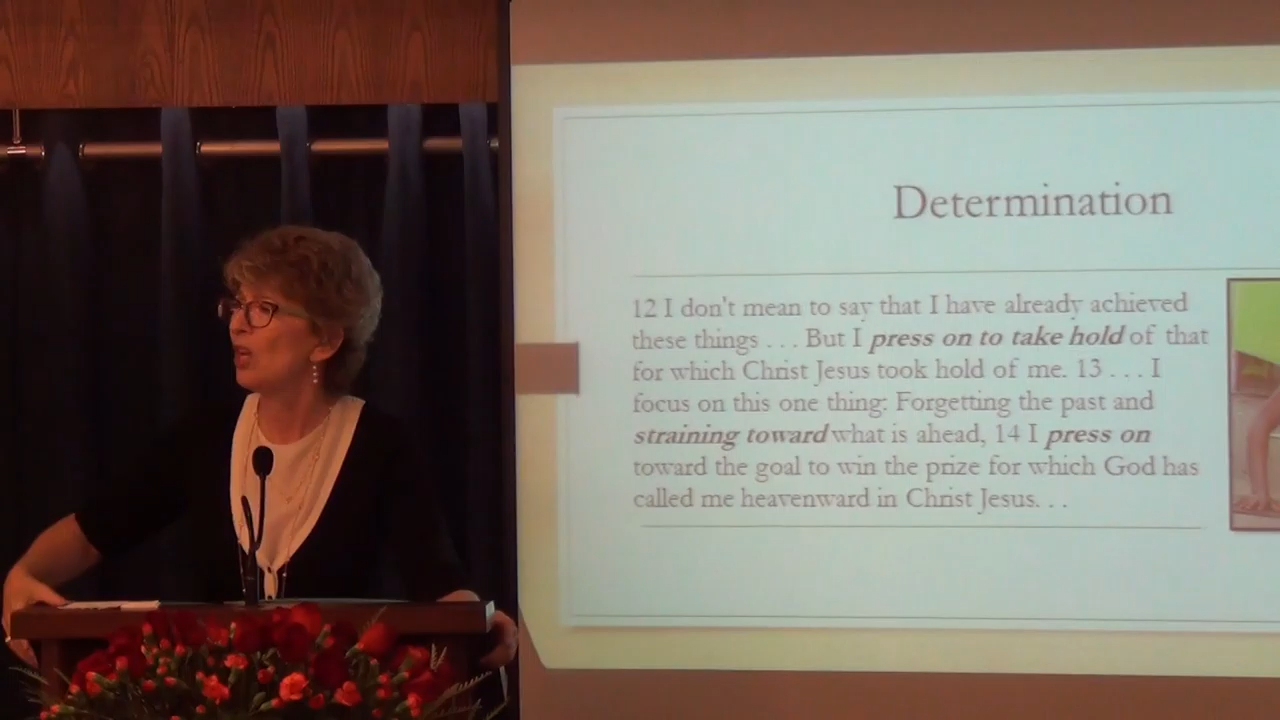 Determination
12 I don't mean to say that I have already achieved
these things . . . But I press on to take hold of that
for which Christ Jesus took hold of me. 13 . . . I
focus on this one thing: Forgetting the past and
straining toward what is ahead, 14 I press on
toward the goal to win the prize for which God has
called me heavenward in Christ Jesus. . .